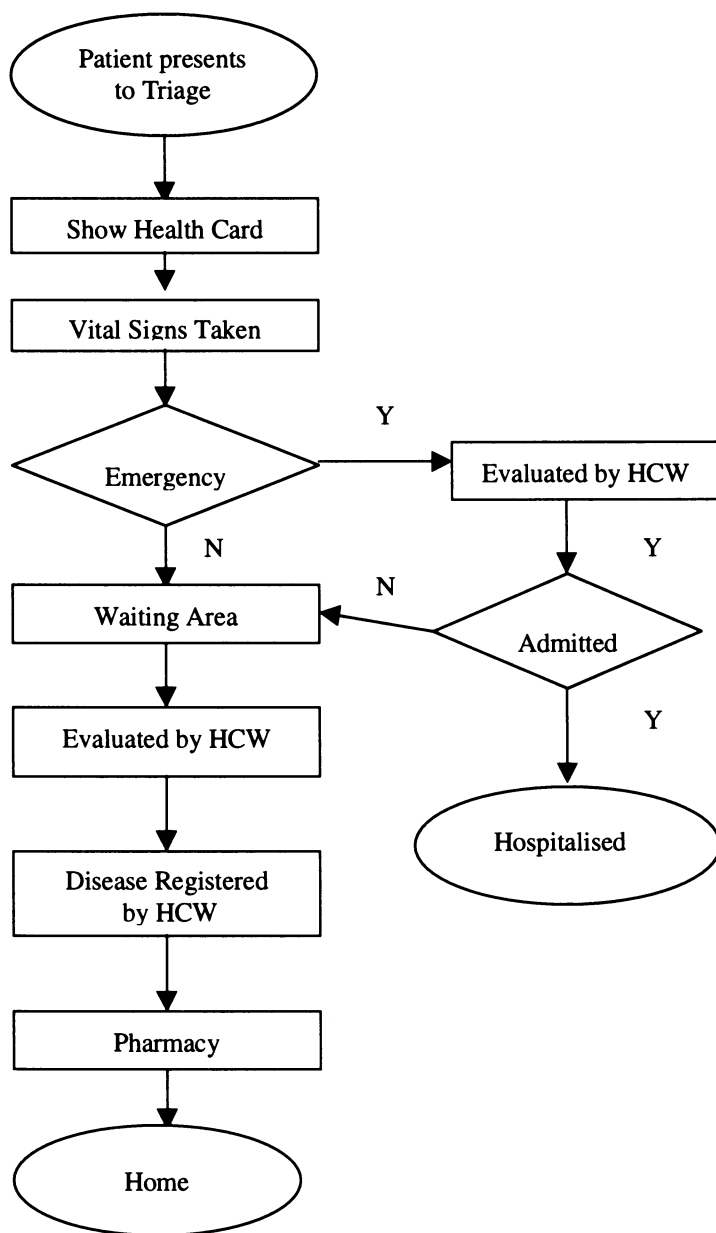 Patient presents
to Triage
Show Health Card
Vital Signs Taken
Y
Emergency
Evaluated by HCW
N
Y
N
Waiting Area
Admitted
Evaluated by HCW
Y
Hospitalised
Disease Registered
by HCW
Pharmacy
Home